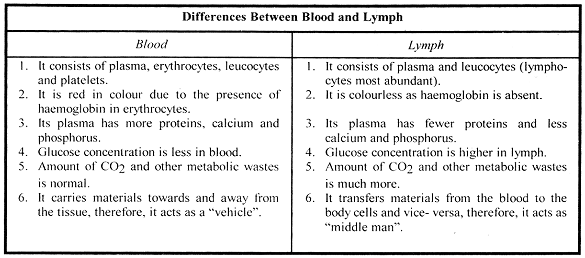 Differences Between Blood and Lymph
Blood
1. It consists of plasma, erythrocytes, leucocytes
and platelets.
2. It is red in colour due to the presence of
haemoglobin in erythrocytes.
3. Its plasma has more proteins, calcium and
phosphorus.
4. Glucose concentration is less in blood.
5. Amount of CO2 and other metabolic wastes
is normal.
6. It carries materials towards and away from
the tissue, therefore, it acts as a “vehicle”.
Lymph
1. It consists of plasma and leucocytes (lympho-
cytes most abundant).
2. It is colourless as haemoglobin is absent.
3. Its plasma has fewer proteins and less
calcium and phosphorus.
4. Glucose concentration is higher in lymph.
5. Amount of CO2 and other metabolic wastes
is much more.
6. It transfers materials from the blood to the
body cells and vice- versa, therefore, it acts as
“middle man”.